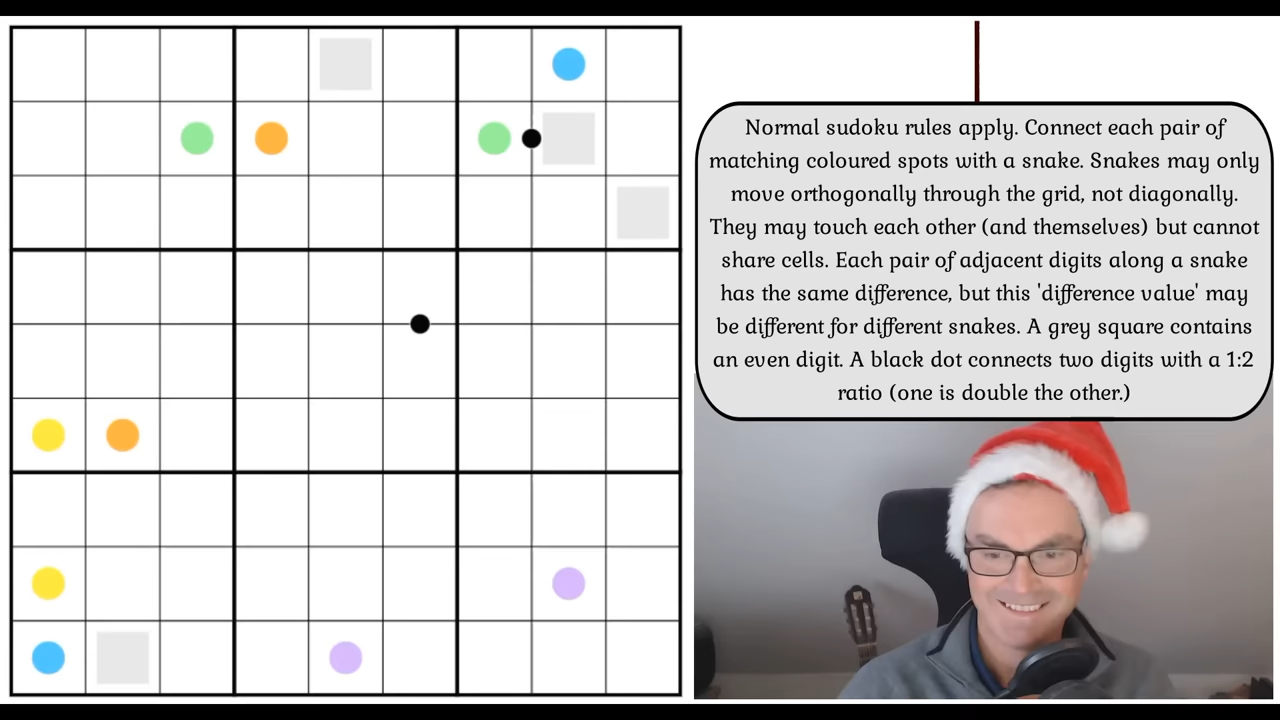 Normal sudoku rules apply. Connect each pair of
matching coloured spots with a snake. Snakes may only
move orthogonally through the grid, not diagonally.
They may touch each other (and themselves) but cannot
share cells. Each pair of adjacent digits along a snake
has the same difference, but this 'difference value' may
be different for different snakes. A grey square contains
an even digit. A black dot connects two digits with a 1:2
ratio (one is double the other.)